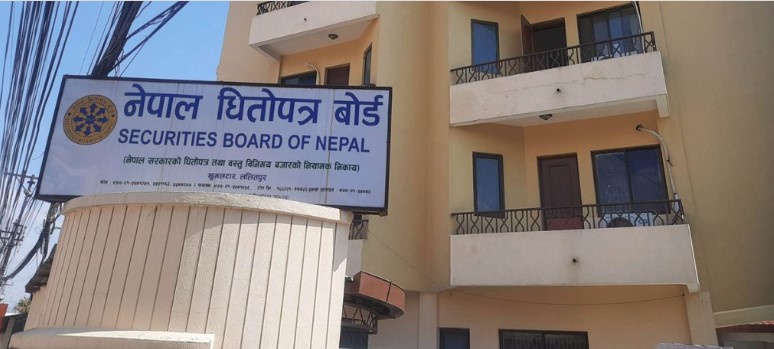 नेपाल धितोपत्र बोर्ड
SECURITIES BOARD OF NEPAL
(नेपाल सरकारको धितोपत्र तथा वस्तु विनिमय बजारको नियामक निकाय)
खुमलटार, ललितपुर